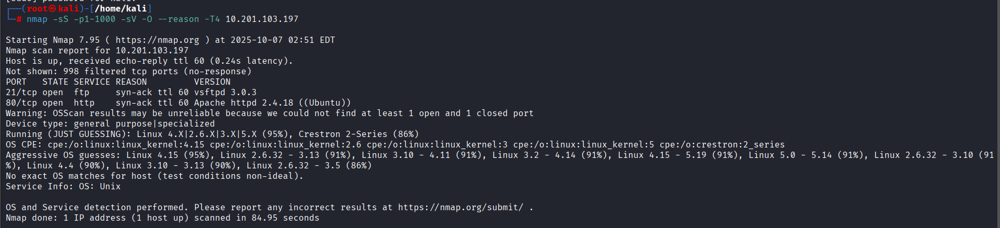 [sudo] password for kali:
┌──(root㉿kali)-[/home/kali]
└─# nmap -sS -p1-1000 -sV -O --reason -T4 10.201.103.197
Starting Nmap 7.95 ( https://nmap.org ) at 2025-10-07 02:51 EDT
Nmap scan report for 10.201.103.197
Host is up, received echo-reply ttl 60 (0.24s latency).
Not shown: 998 filtered tcp ports (no-response)
PORT   STATE SERVICE REASON         VERSION
21/tcp open  ftp     syn-ack ttl 60 vsftpd 3.0.3
80/tcp open  http    syn-ack ttl 60 Apache httpd 2.4.18 ((Ubuntu))
Warning: OSScan results may be unreliable because we could not find at least 1 open and 1 closed port
Device type: general purpose|specialized
Running (JUST GUESSING): Linux 4.X|2.6.X|3.X|5.X (95%), Crestron 2-Series (86%)
OS CPE: cpe:/o:linux:linux_kernel:4.15 cpe:/o:linux:linux_kernel:2.6 cpe:/o:linux:linux_kernel:3 cpe:/o:linux:linux_kernel:5 cpe:/o:crestron:2_series
Aggressive OS guesses: Linux 4.15 (95%), Linux 2.6.32 - 3.13 (91%), Linux 3.10 - 4.11 (91%), Linux 3.2 - 4.14 (91%), Linux 4.15 - 5.19 (91%), Linux 5.0 - 5.14 (91%), Linux 2.6.32 - 3.10 (91
%), Linux 4.4 (90%), Linux 3.10 - 3.13 (90%), Linux 2.6.32 - 3.5 (86%)
No exact OS matches for host (test conditions non-ideal).
Service Info: OS: Unix
OS and Service detection performed. Please report any incorrect results at https://nmap.org/submit/ .
Nmap done: 1 IP address (1 host up) scanned in 84.95 seconds